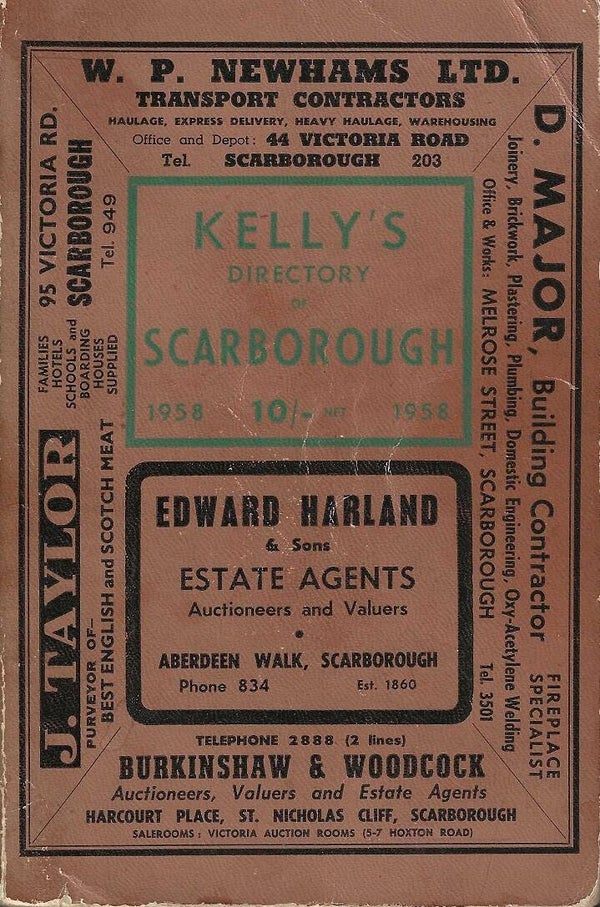 W. P. NEWHAMS LTD.
TRANSPORT CONTRACTORS
HAULAGE, EXPRESS DELIVERY, HEAVY HAULAGE, WAREHOUSING
Office and Depot: 44 VICTORIA ROAD
Tel. SCARBOROUGH 203
KELLY'S
DIRECTORY
OF
SCARBOROUGH
1958 10/- NET 1958
EDWARD HARLAND
& Sons
ESTATE AGENTS
Auctioneers and Valuers
•
ABERDEEN WALK, SCARBOROUGH
Phone 834 Est. 1860
J. TAYLOR
PURVEYOR OF—
BEST ENGLISH and SCOTCH MEAT
FAMILIES
HOTELS
SCHOOLS and
BOARDING
HOUSES
SUPPLIED
95 VICTORIA RD.
SCARBOROUGH
Tel. 949
D. MAJOR, Building Contractor
FIREPLACE
SPECIALIST
Joinery, Brickwork, Plastering, Plumbing, Domestic Engineering, Oxy-Acetylene Welding
Office & Works: MELROSE STREET, SCARBOROUGH Tel. 3501
TELEPHONE 2888 (2 lines)
BURKINSHAW & WOODCOCK
Auctioneers, Valuers and Estate Agents
HARCOURT PLACE, ST. NICHOLAS CLIFF, SCARBOROUGH
SALEROOMS : VICTORIA AUCTION ROOMS (5-7 HOXTON ROAD)